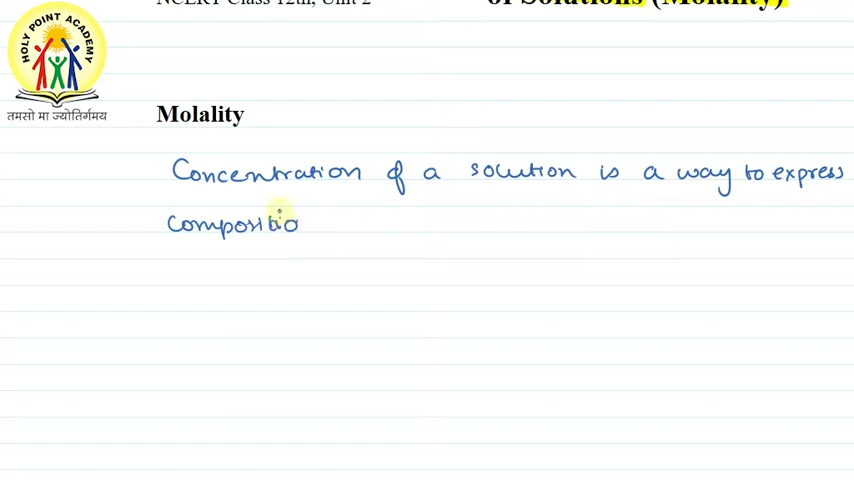 NCERT Class 12th, Unit 2
of Solutions (Molality)
HOLY POINT ACADEMY
तमसो मा ज्योतिर्गमय
Molality
Concentration of a solution is a way to express
compositio